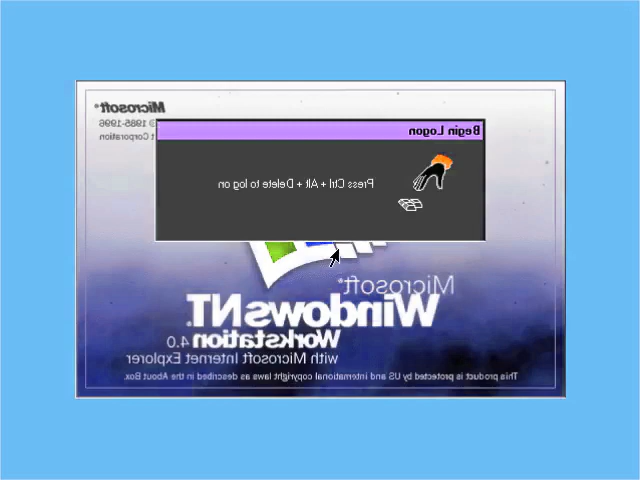 Microsoft®
© 1985-1996
t Corporation
Begin Logon
Press Ctrl + Alt + Delete to log on
Microsoft®
WindowsNT.
Workstation 4.0
with Microsoft Internet Explorer
This product is protected by US and international copyright laws as described in the About Box.